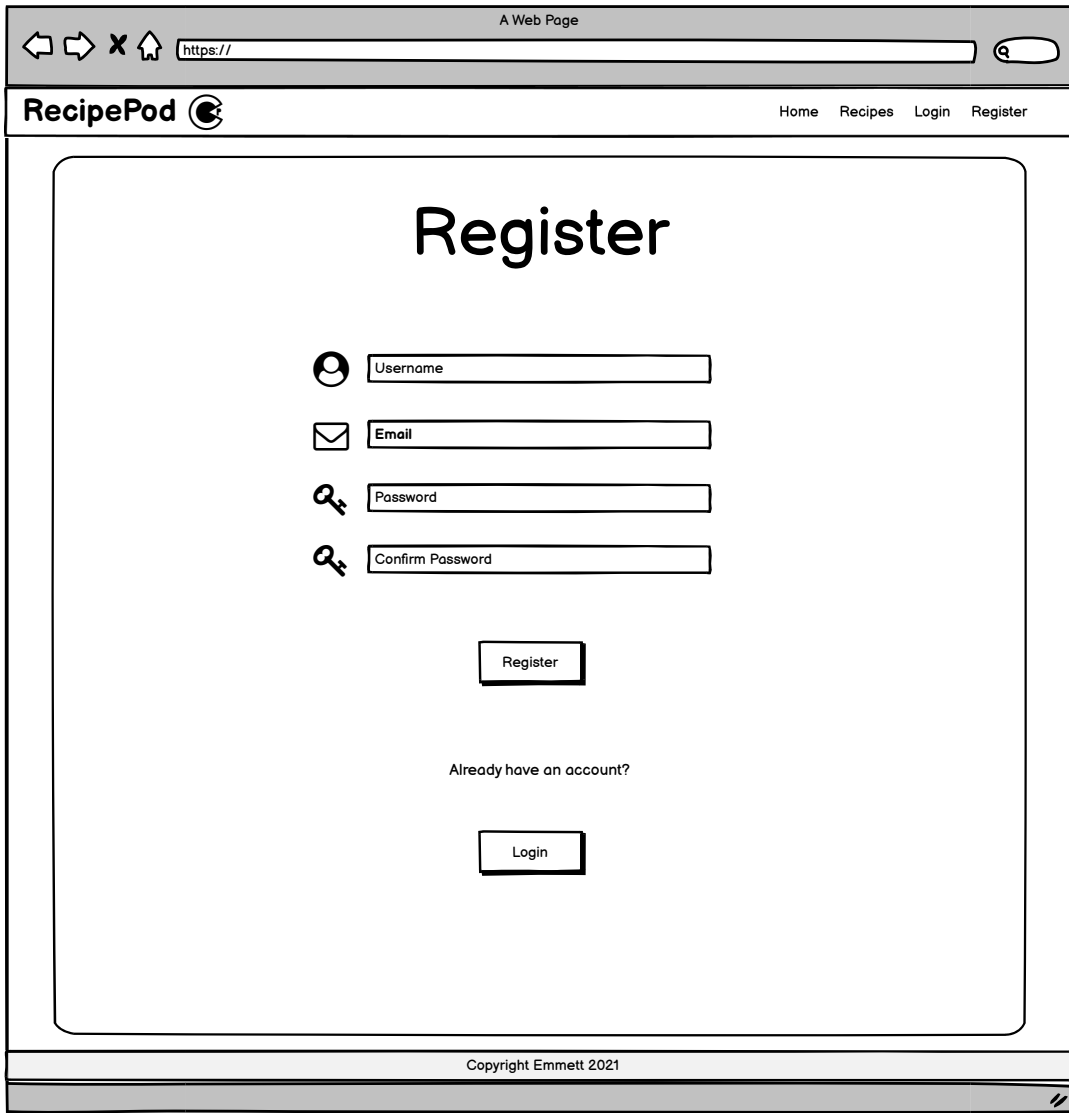 A Web Page
https://
RecipePod
Home Recipes Login Register
Register
Username
Email
Password
Confirm Password
Register
Already have an account?
Login
Copyright Emmett 2021